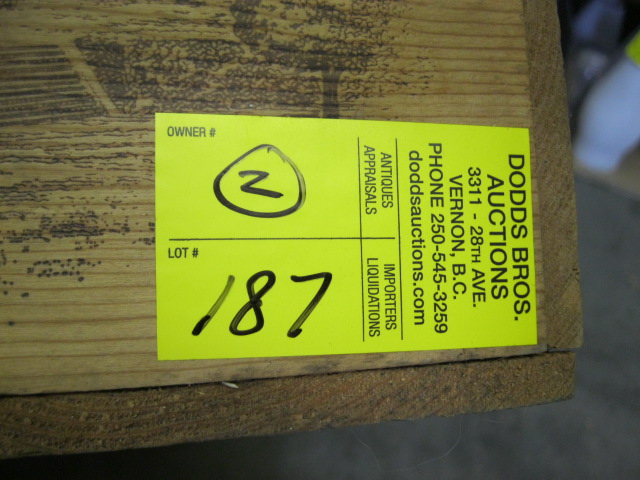 DODDS BROS.
AUCTIONS
3311 - 28TH AVE.
VERNON, B.C.
PHONE 250-545-3259
doddsauctions.com
ANTIQUES
APPRAISALS
IMPORTERS
LIQUIDATIONS
OWNER #
2
LOT #
187